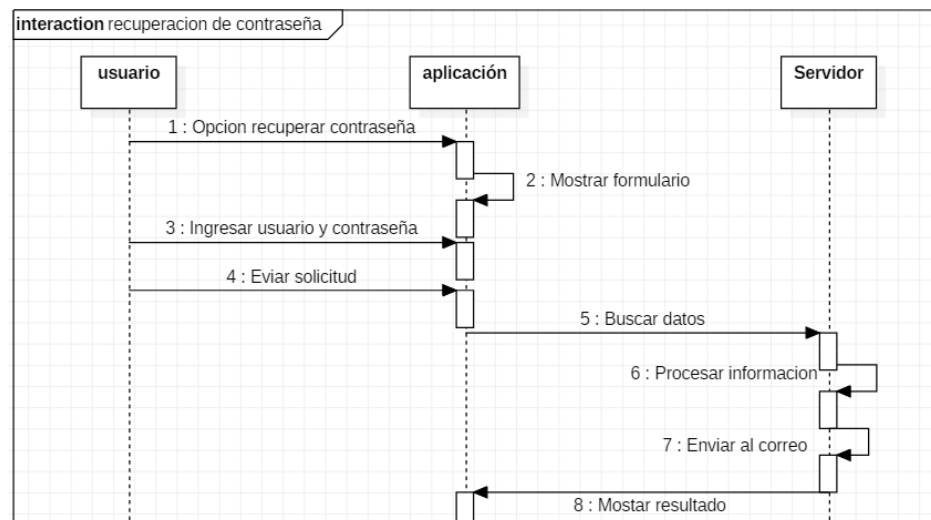 interaction recuperacion de contraseña
usuario
aplicación
Servidor
1 : Opcion recuperar contraseña
2 : Mostrar formulario
3 : Ingresar usuario y contraseña
4 : Eviar solicitud
5 : Buscar datos
6 : Procesar informacion
7 : Enviar al correo
8 : Mostar resultado